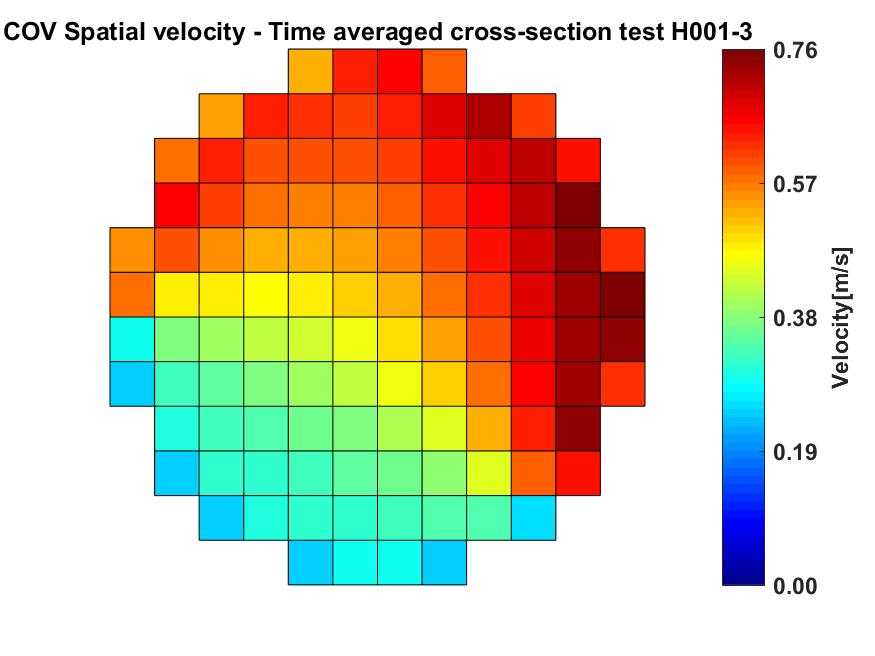 COV Spatial velocity - Time averaged cross-section test H001-3
0.76
0.57
0.38
0.19
0.00
Velocity[m/s]